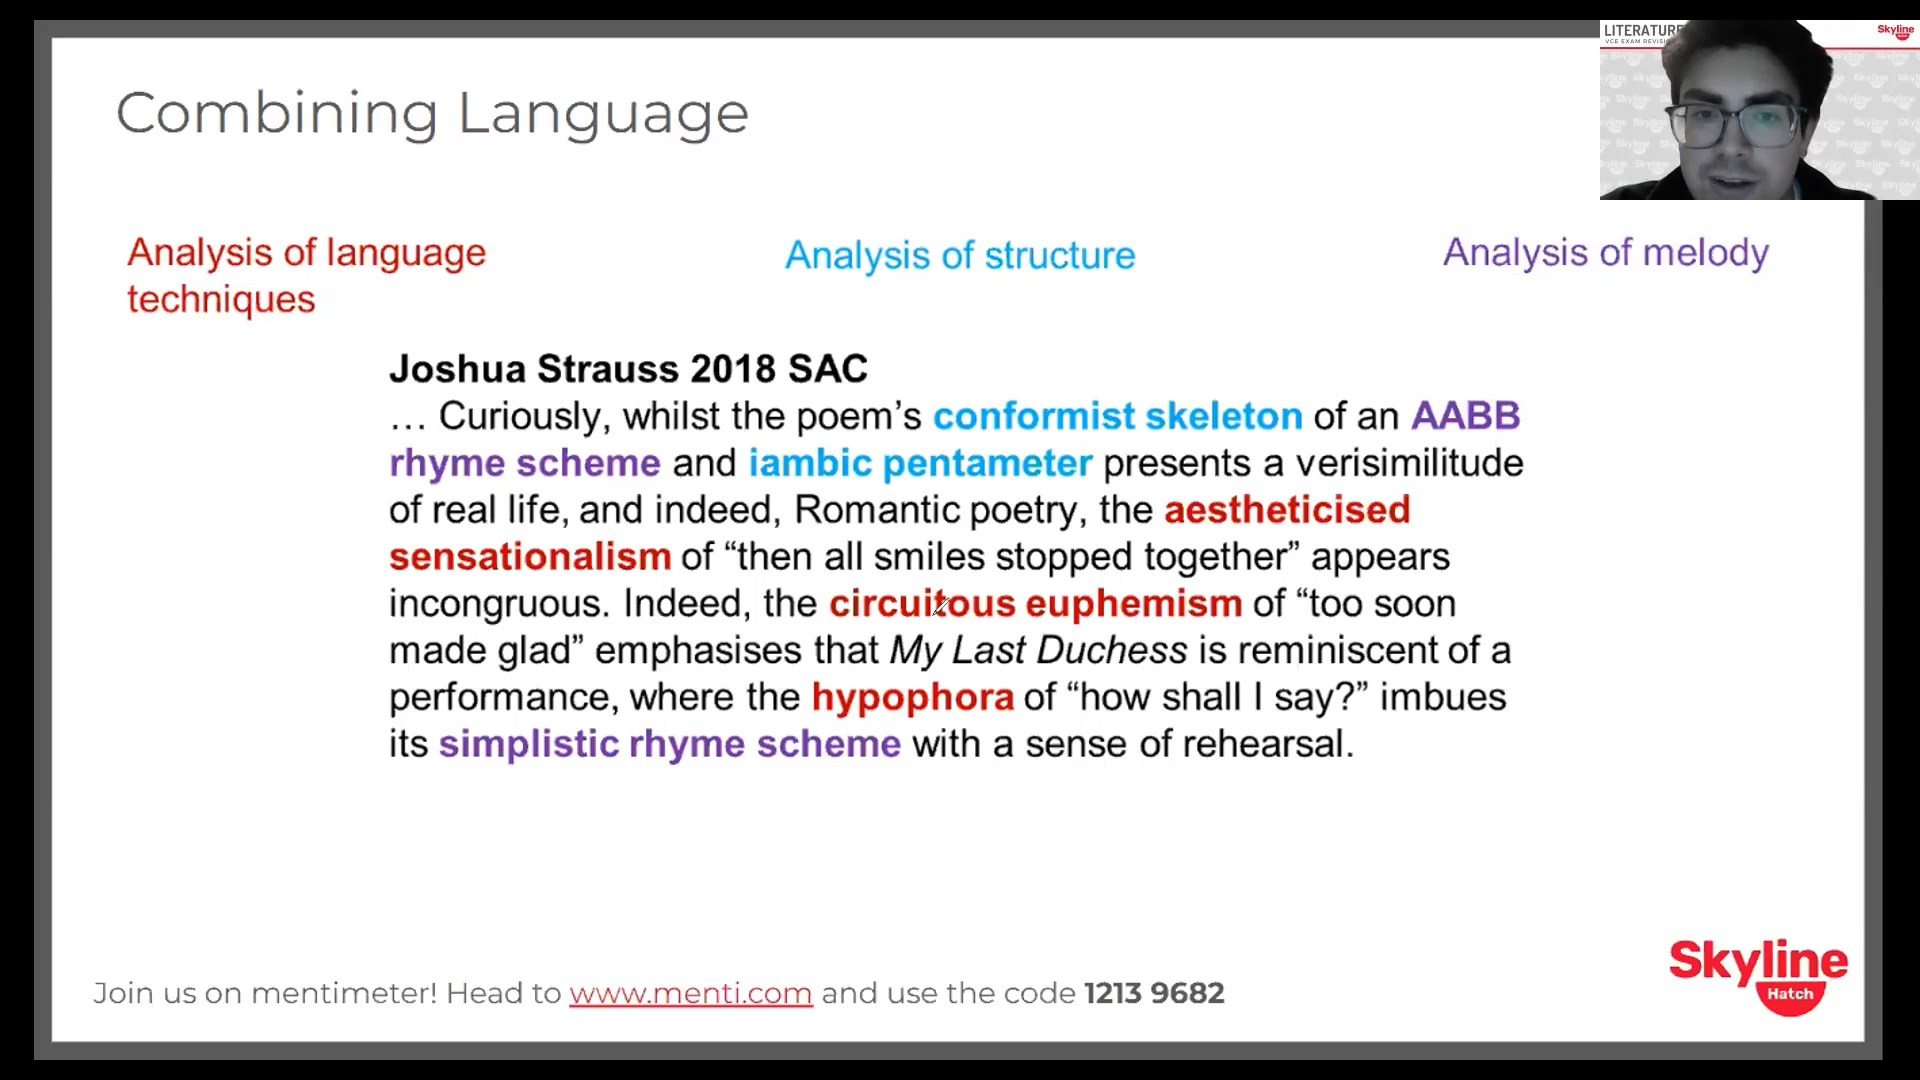 LITERATURE
VCE EXAM REVISI
Skyline
Combining Language
Analysis of language
techniques
Analysis of structure
Analysis of melody
Joshua Strauss 2018 SAC
… Curiously, whilst the poem’s conformist skeleton of an AABB
rhyme scheme and iambic pentameter presents a verisimilitude
of real life, and indeed, Romantic poetry, the aestheticised
sensationalism of “then all smiles stopped together” appears
incongruous. Indeed, the circuitous euphemism of “too soon
made glad” emphasises that My Last Duchess is reminiscent of a
performance, where the hypophora of “how shall I say?” imbues
its simplistic rhyme scheme with a sense of rehearsal.
Join us on mentimeter! Head to www.menti.com and use the code 1213 9682
Skyline
Hatch